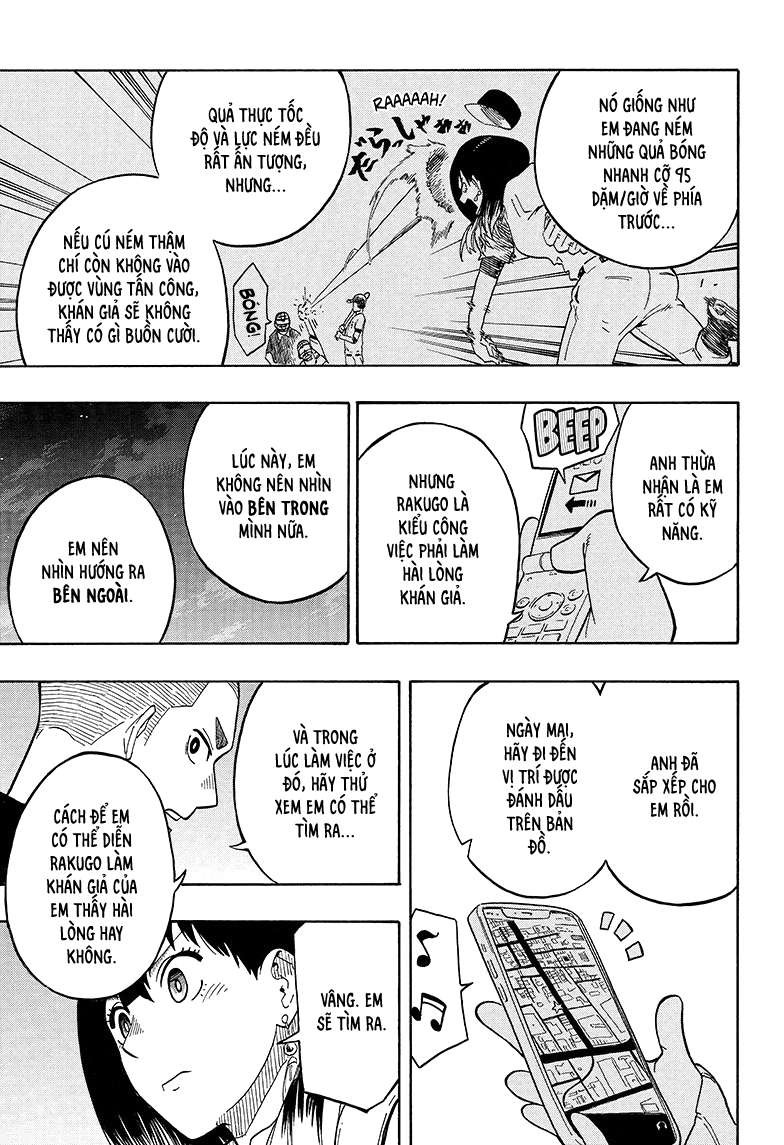 NÓ GIỐNG NHƯ
EM ĐANG NÉM
NHỮNG QUẢ BÓNG
NHANH CỠ 95
DẶM/GIỜ VỀ PHÍA
TRƯỚC...
RAAAAAH!
QUẢ THỰC TỐC
ĐỘ VÀ LỰC NÉM ĐỀU
RẤT ẤN TƯỢNG,
NHƯNG...
BÓNG!
NẾU CÚ NÉM THẬM
CHÍ CÒN KHÔNG VÀO
ĐƯỢC VÙNG TẤN CÔNG,
KHÁN GIẢ SẼ KHÔNG
THẤY CÓ GÌ BUỒN CƯỜI.
BEEP
ANH THỪA
NHẬN LÀ EM
RẤT CÓ KỸ
NĂNG.
NHƯNG
RAKUGO LÀ
KIỂU CÔNG
VIỆC PHẢI LÀM
HÀI LÒNG
KHÁN GIẢ.
LÚC NÀY, EM
KHÔNG NÊN NHÌN
VÀO BÊN TRONG
MÌNH NỮA.
EM NÊN
NHÌN HƯỚNG RA
BÊN NGOÀI.
ANH ĐÃ
SẮP XẾP CHO
EM RỒI.
NGÀY MAI,
HÃY ĐI ĐẾN
VỊ TRÍ ĐƯỢC
ĐÁNH DẤU
TRÊN BẢN
ĐỒ.
VÀ TRONG
LÚC LÀM VIỆC Ở
ĐÓ, HÃY THỬ
XEM EM CÓ THỂ
TÌM RA...
CÁCH ĐỂ EM
CÓ THỂ DIỄN
RAKUGO LÀM
KHÁN GIẢ CỦA
EM THẤY HÀI
LÒNG HAY
KHÔNG.
VÂNG. EM
SẼ TÌM RA.